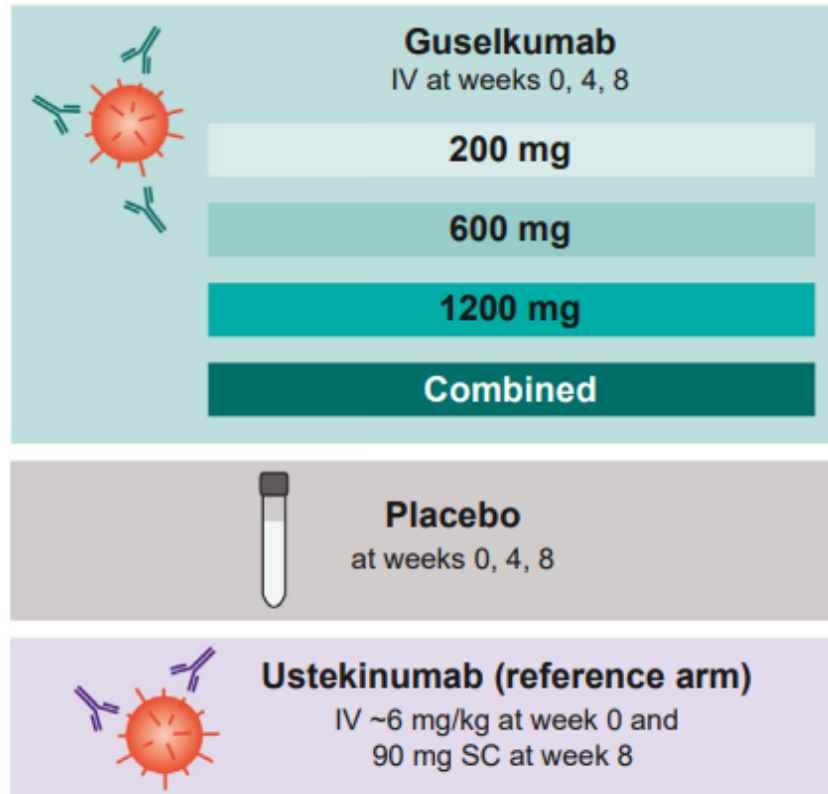 Guselkumab
IV at weeks 0, 4, 8
200 mg
600 mg
1200 mg
Combined
Placebo
at weeks 0, 4, 8
Ustekinumab (reference arm)
IV ~6 mg/kg at week 0 and
90 mg SC at week 8